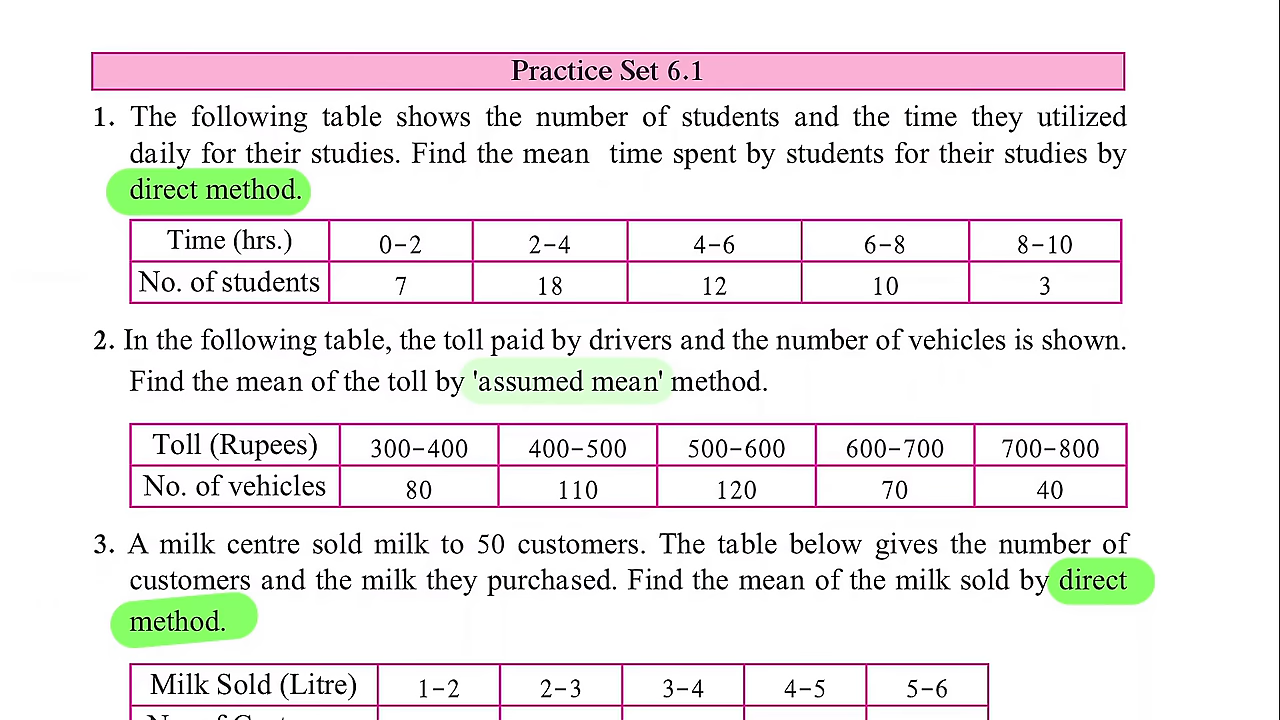 Practice Set 6.1
1. The following table shows the number of students and the time they utilized
daily for their studies. Find the mean time spent by students for their studies by
direct method.
Time (hrs.) 0-2 2-4 4-6 6-8 8-10
No. of students 7 18 12 10 3
2. In the following table, the toll paid by drivers and the number of vehicles is shown.
Find the mean of the toll by 'assumed mean' method.
Toll (Rupees) 300-400 400-500 500-600 600-700 700-800
No. of vehicles 80 110 120 70 40
3. A milk centre sold milk to 50 customers. The table below gives the number of
customers and the milk they purchased. Find the mean of the milk sold by direct
method.
Milk Sold (Litre) 1-2 2-3 3-4 4-5 5-6